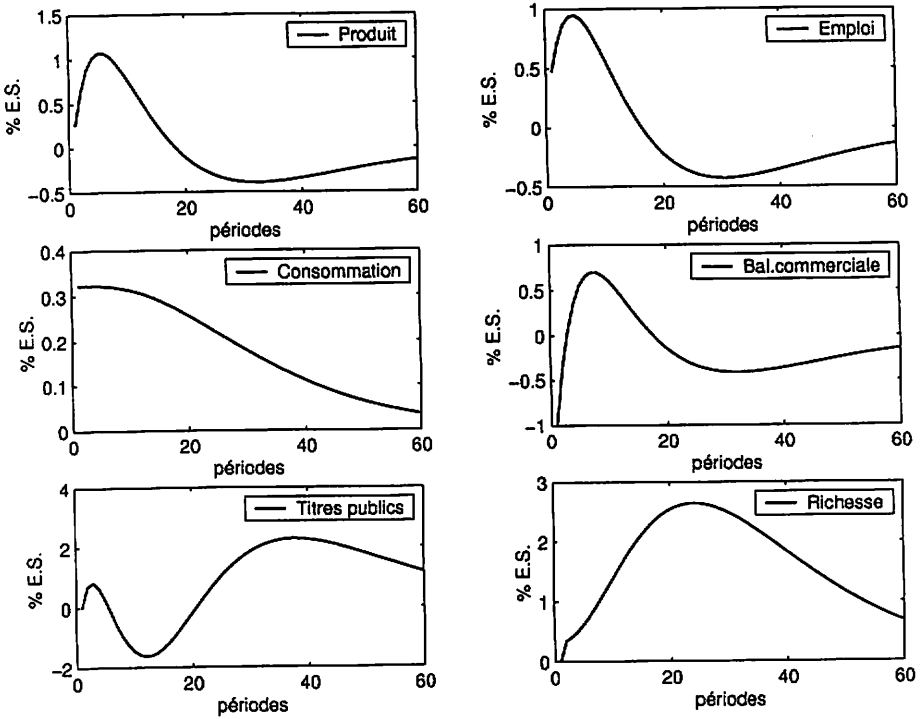 Produit
1.5
1
0.5
0
−0.5
% E.S.
0
20
40
60
périodes
Emploi
1
0.5
0
−0.5
% E.S.
0
20
40
60
périodes
Consommation
0.4
0.3
0.2
0.1
0
% E.S.
0
20
40
60
périodes
Bal.commerciale
1
0.5
0
−0.5
−1
% E.S.
0
20
40
60
périodes
Titres publics
4
2
0
−2
% E.S.
0
20
40
60
périodes
Richesse
3
2
1
0
% E.S.
0
20
40
60
périodes